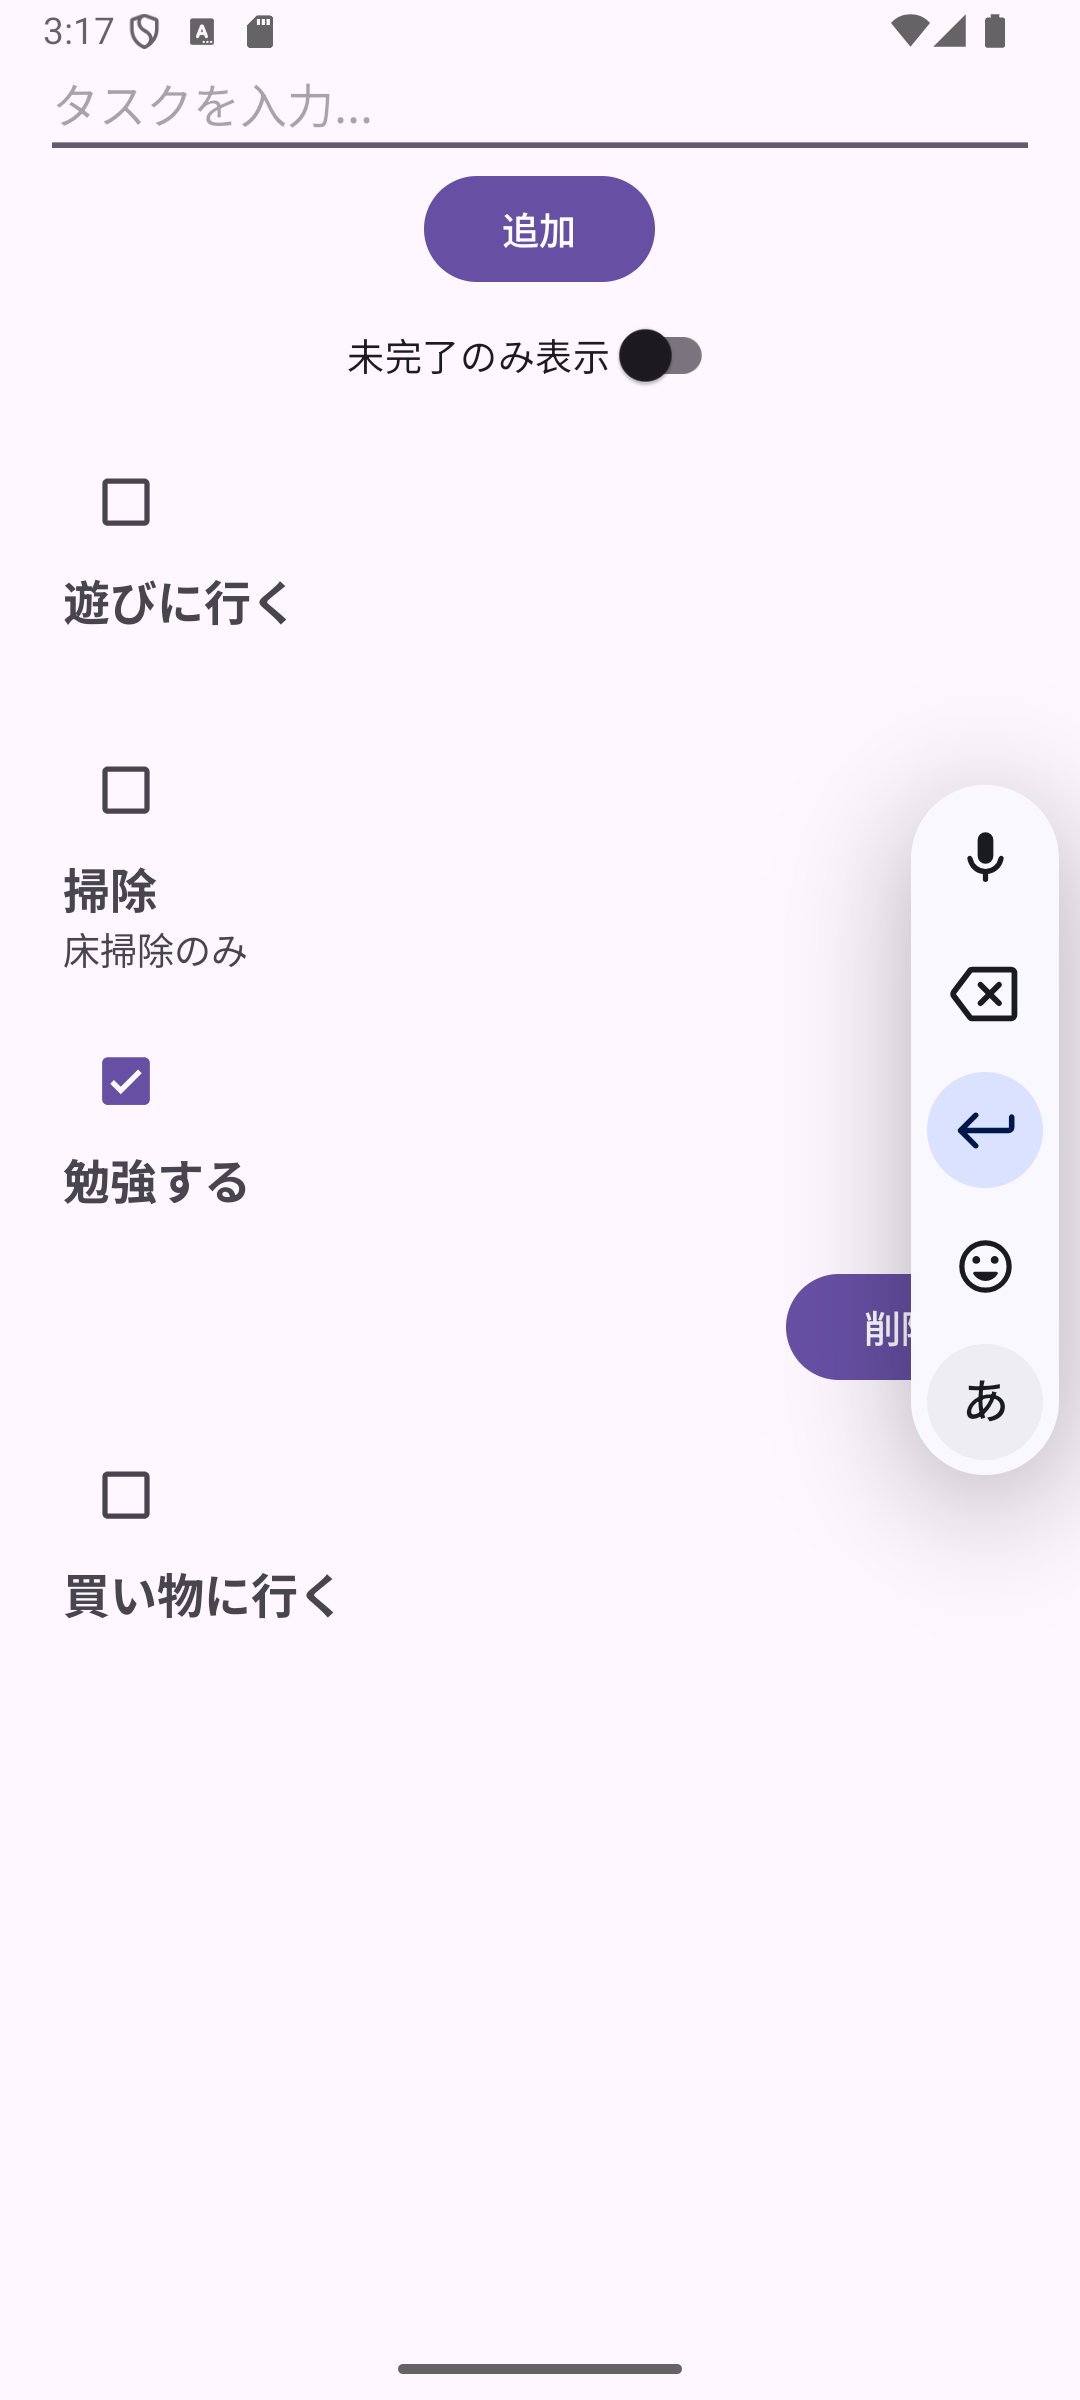 3:17
タスクを入力...
追加
未完了のみ表示
遊びに行く
掃除
床掃除のみ
勉強する
削
あ
買い物に行く